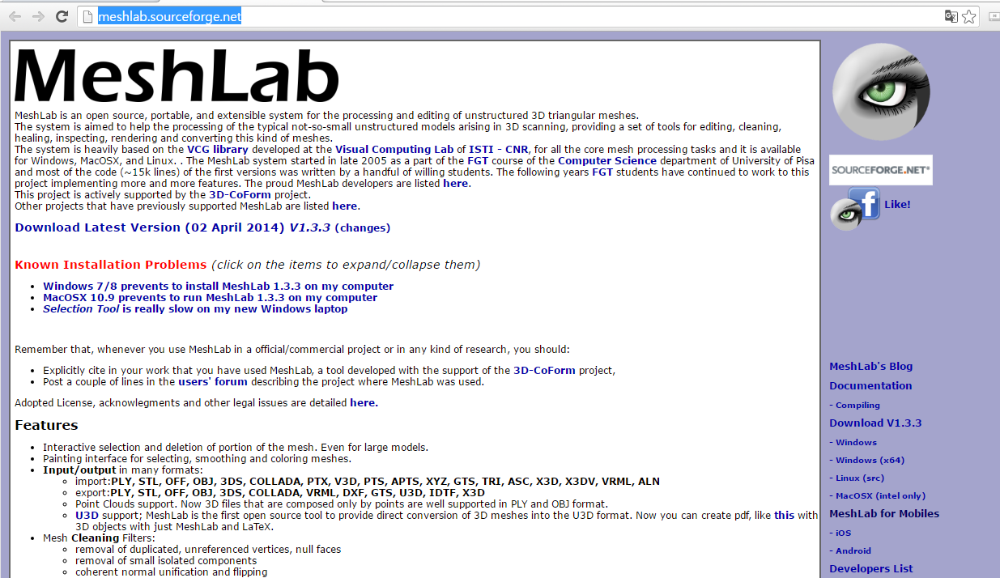 meshlab.sourceforge.net
MeshLab
MeshLab is an open source, portable, and extensible system for the processing and editing of unstructured 3D triangular meshes.
The system is aimed to help the processing of the typical not-so-small unstructured models arising in 3D scanning, providing a set of tools for editing, cleaning,
healing, inspecting, rendering and converting this kind of meshes.
The system is heavily based on the VCG library developed at the Visual Computing Lab of ISTI - CNR, for all the core mesh processing tasks and it is available
for Windows, MacOSX, and Linux. . The MeshLab system started in late 2005 as a part of the FGT course of the Computer Science department of University of Pisa
and most of the code (~15k lines) of the first versions was written by a handful of willing students. The following years FGT students have continued to work to this
project implementing more and more features. The proud MeshLab developers are listed here.
This project is actively supported by the 3D-CoForm project.
Other projects that have previously supported MeshLab are listed here.
Download Latest Version (02 April 2014) V1.3.3 (changes)
Known Installation Problems (click on the items to expand/collapse them)
• Windows 7/8 prevents to install MeshLab 1.3.3 on my computer
• MacOSX 10.9 prevents to run MeshLab 1.3.3 on my computer
• Selection Tool is really slow on my new Windows laptop
Remember that, whenever you use MeshLab in a official/commercial project or in any kind of research, you should:
• Explicitly cite in your work that you have used MeshLab, a tool developed with the support of the 3D-CoForm project,
• Post a couple of lines in the users' forum describing the project where MeshLab was used.
Adopted License, acknowlegments and other legal issues are detailed here.
Features
• Interactive selection and deletion of portion of the mesh. Even for large models.
• Painting interface for selecting, smoothing and coloring meshes.
• Input/output in many formats:
◦ import:PLY, STL, OFF, OBJ, 3DS, COLLADA, PTX, V3D, PTS, APTS, XYZ, GTS, TRI, ASC, X3D, X3DV, VRML, ALN
◦ export:PLY, STL, OFF, OBJ, 3DS, COLLADA, VRML, DXF, GTS, U3D, IDTF, X3D
◦ Point Clouds support. Now 3D files that are composed only by points are well supported in PLY and OBJ format.
◦ U3D support; MeshLab is the first open source tool to provide direct conversion of 3D meshes into the U3D format. Now you can create pdf, like this with
3D objects with just MeshLab and LaTeX.
• Mesh Cleaning Filters:
◦ removal of duplicated, unreferenced vertices, null faces
◦ removal of small isolated components
◦ coherent normal unification and flipping
SOURCEFORGE.NET®
f
Like!
MeshLab's Blog
Documentation
- Compiling
Download V1.3.3
- Windows
- Windows (x64)
- Linux (src)
- MacOSX (intel only)
MeshLab for Mobiles
- iOS
- Android
Developers List